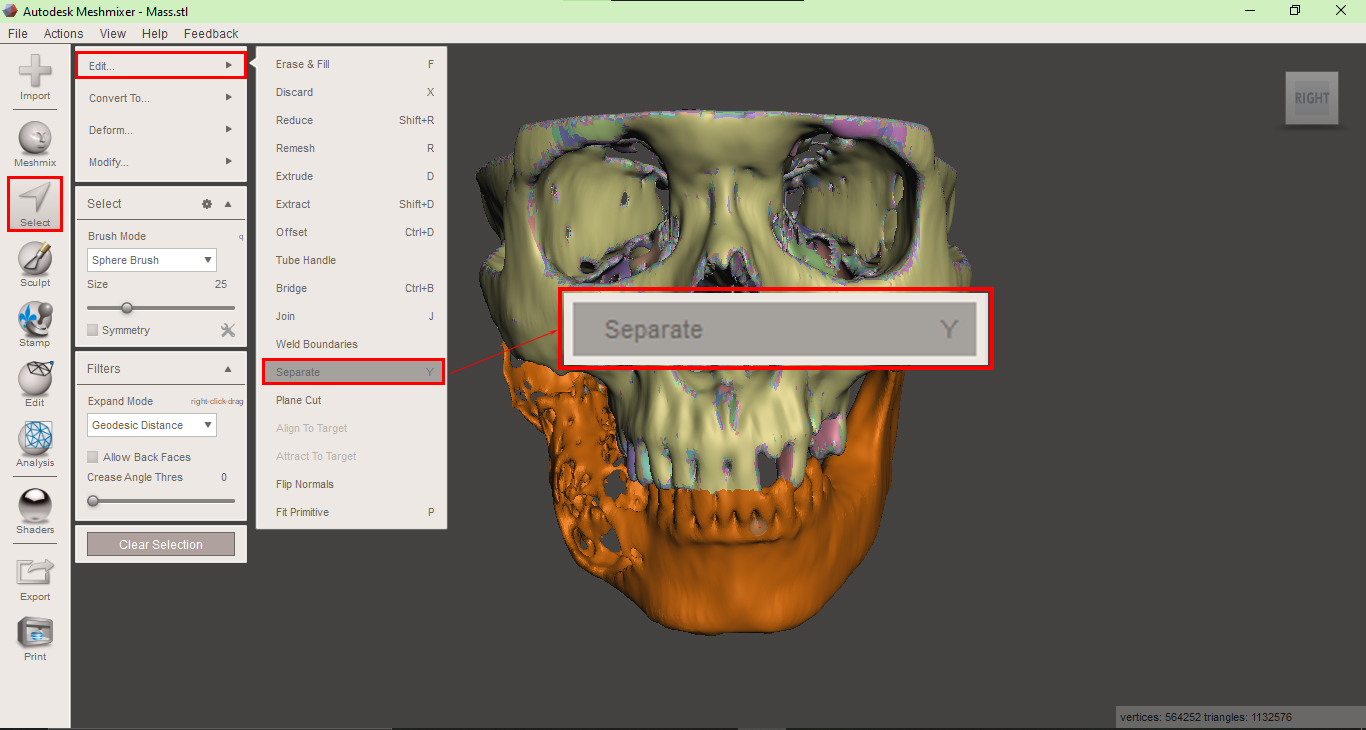 Autodesk Meshmixer - Mass.stl
File Actions View Help Feedback
Import
Meshmix
Select
Sculpt
Stamp
Edit
Analysis
Shaders
Export
Print
Edit...
Convert To...
Deform...
Modify...
Select
Brush Mode q
Sphere Brush
Size 25
Symmetry
Filters
Expand Mode right-click-drag
Geodesic Distance
Allow Back Faces
Crease Angle Thres 0
Clear Selection
Erase & Fill F
Discard X
Reduce Shift+R
Remesh R
Extrude D
Extract Shift+D
Offset Ctrl+D
Tube Handle
Bridge Ctrl+B
Join J
Weld Boundaries
Separate Y
Plane Cut
Align To Target
Attract To Target
Flip Normals
Fit Primitive P
Separate Y
RIGHT
vertices: 564252 triangles: 1132576